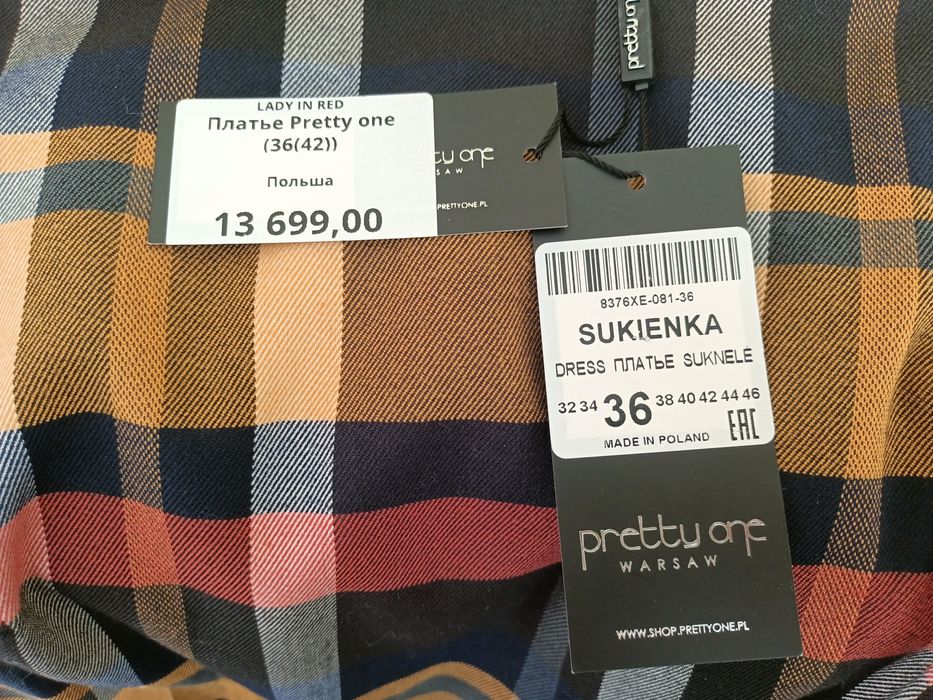 pretty o
LADY IN RED
Платье Pretty one
(36(42))
Польша
13 699,00
pretty one
WARSAW
PRETTYONE.PL
8376XE-081-36
SUKIENKA
DRESS ПЛАТЬЕ SUKNELĖ
32 34 36 38 40 42 44 46
MADE IN POLAND EAC
pretty one
WARSAW
WWW.SHOP.PRETTYONE.PL